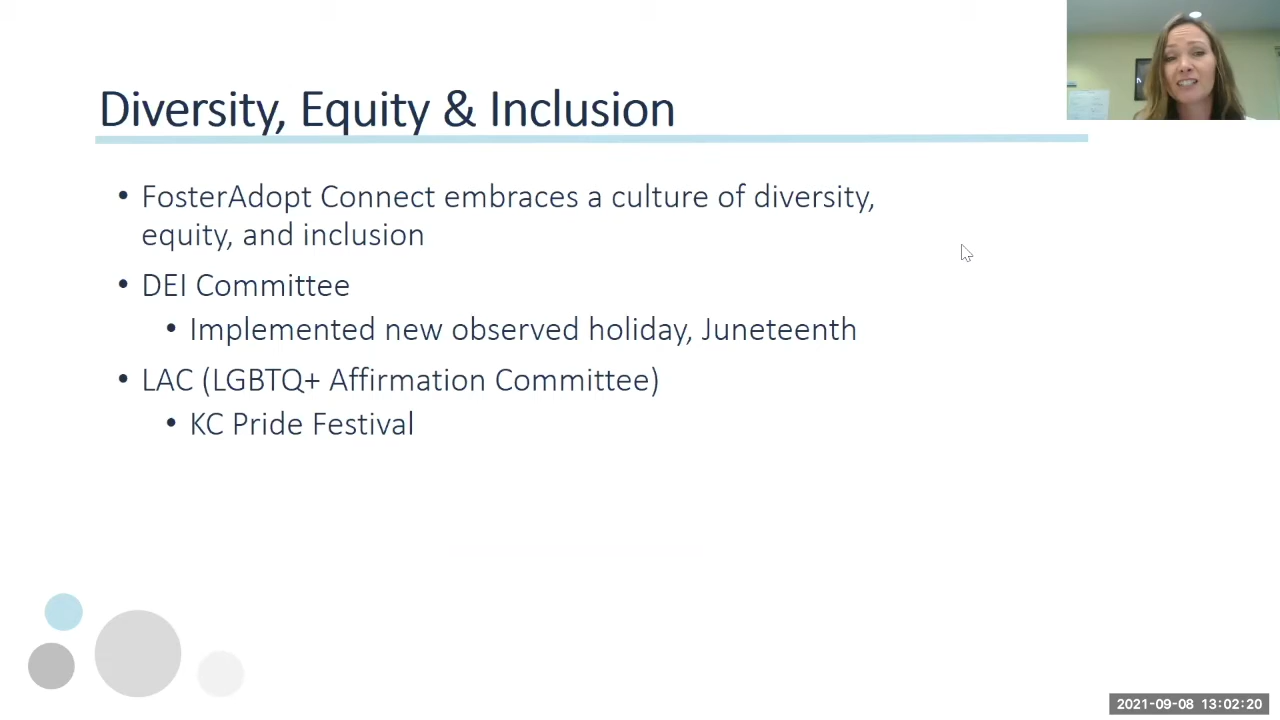 Diversity, Equity & Inclusion
• FosterAdopt Connect embraces a culture of diversity,
equity, and inclusion
• DEI Committee
• Implemented new observed holiday, Juneteenth
• LAC (LGBTQ+ Affirmation Committee)
• KC Pride Festival
2021-09-08 13:02:20